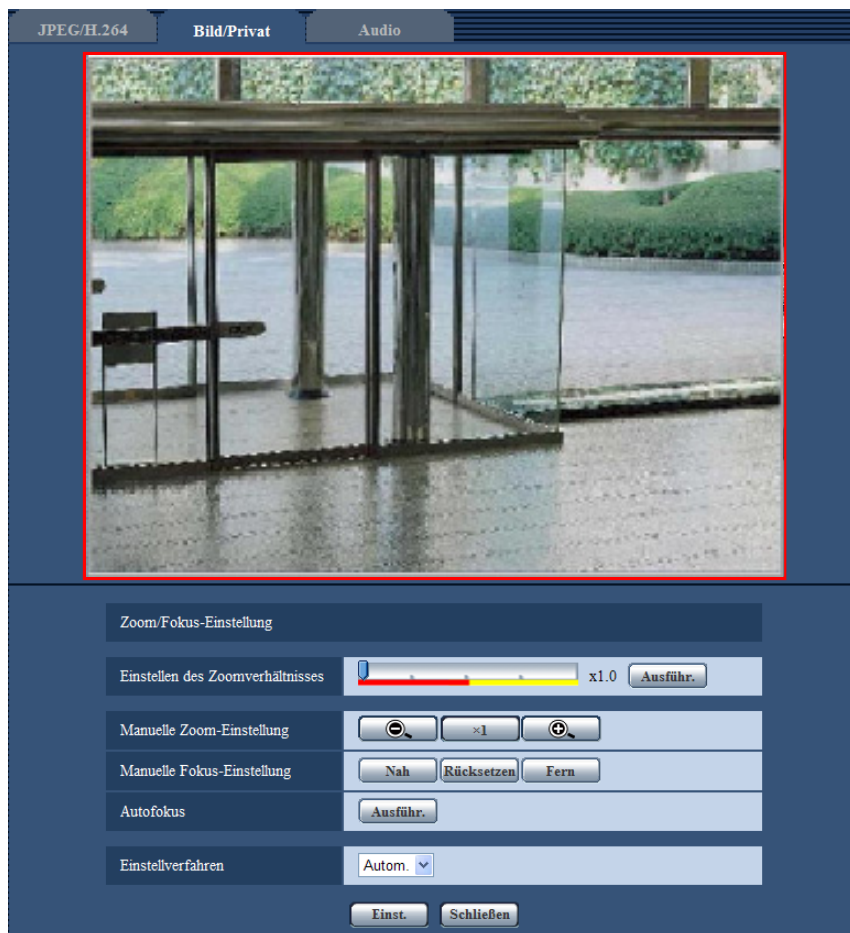 JPEG/H.264 Bild/Privat Audio
Zoom/Fokus-Einstellung
Einstellen des Zoomverhältnisses x1.0 Ausführ.
Manuelle Zoom-Einstellung ×1
Manuelle Fokus-Einstellung Nah Rücksetzen Fern
Autofokus Ausführ.
Einstellverfahren Autom.
Einst. Schließen